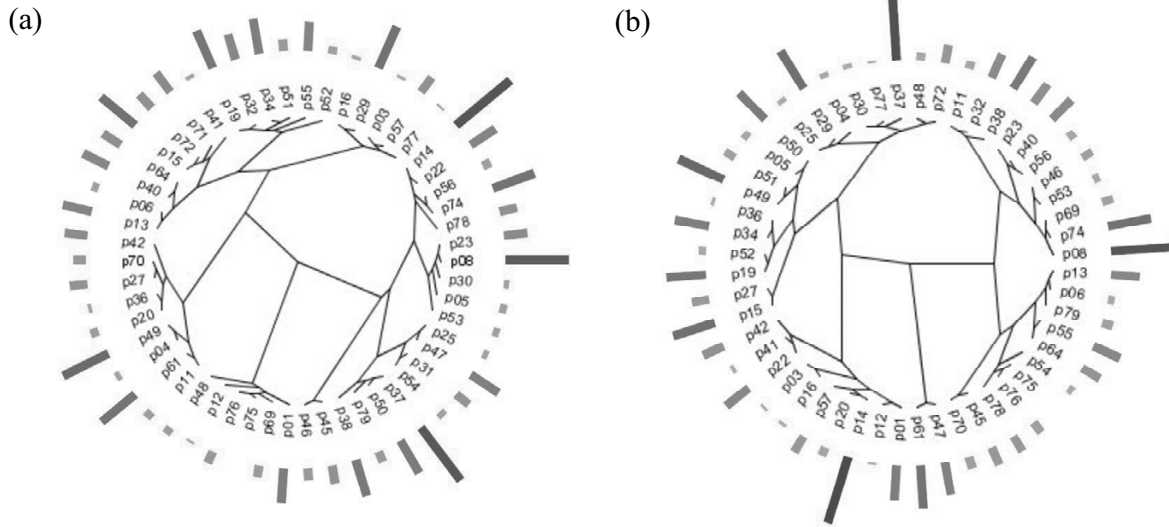 (a)
p16
p29
p03
p57
p77
p14
p22
p56
p74
p78
p23
p08
p30
p05
p53
p25
p47
p31
p54
p37
p50
p79
p38
p45
p46
p01
p69
p75
p76
p12
p48
p11
p61
p04
p49
p20
p36
p27
p70
p42
p13
p06
p40
p64
p15
p72
p71
p41
p19
p32
p34
p51
p55
p52
(b)
p72
p11
p32
p38
p23
p40
p56
p46
p53
p69
p74
p08
p13
p06
p79
p55
p64
p54
p75
p76
p78
p45
p70
p47
p61
p01
p12
p14
p20
p57
p16
p03
p22
p41
p42
p15
p27
p19
p52
p34
p36
p49
p51
p05
p50
p25
p29
p04
p30
p77
p37
p48